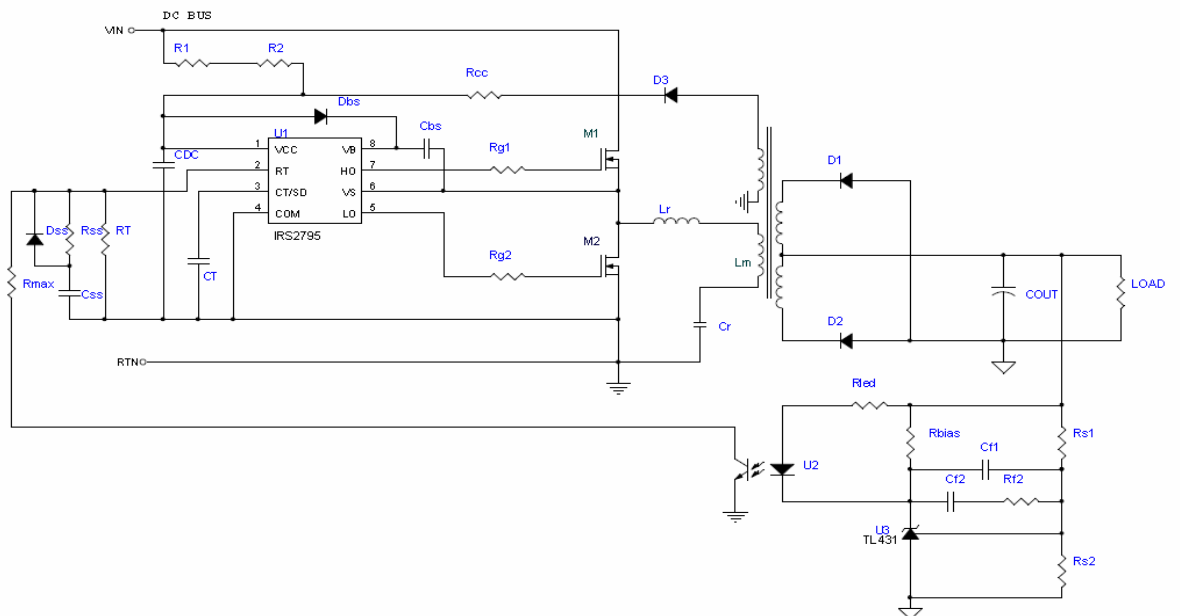 DC BUS
VIN
R1
R2
Rcc
D3
Dbs
Cbs
U1
M1
CDC
1
VCC
VB
8
Rg1
D1
2
RT
HO
7
3
CT/SD
VS
6
4
COM
LO
5
IRS2795
Lr
Dss
Rss
RT
M2
Rg2
Lm
CT
Rmax
Css
COUT
LOAD
Cr
D2
RTN
Rled
Rbias
Rs1
Cf1
U2
Cf2
Rf2
U3
TL431
Rs2